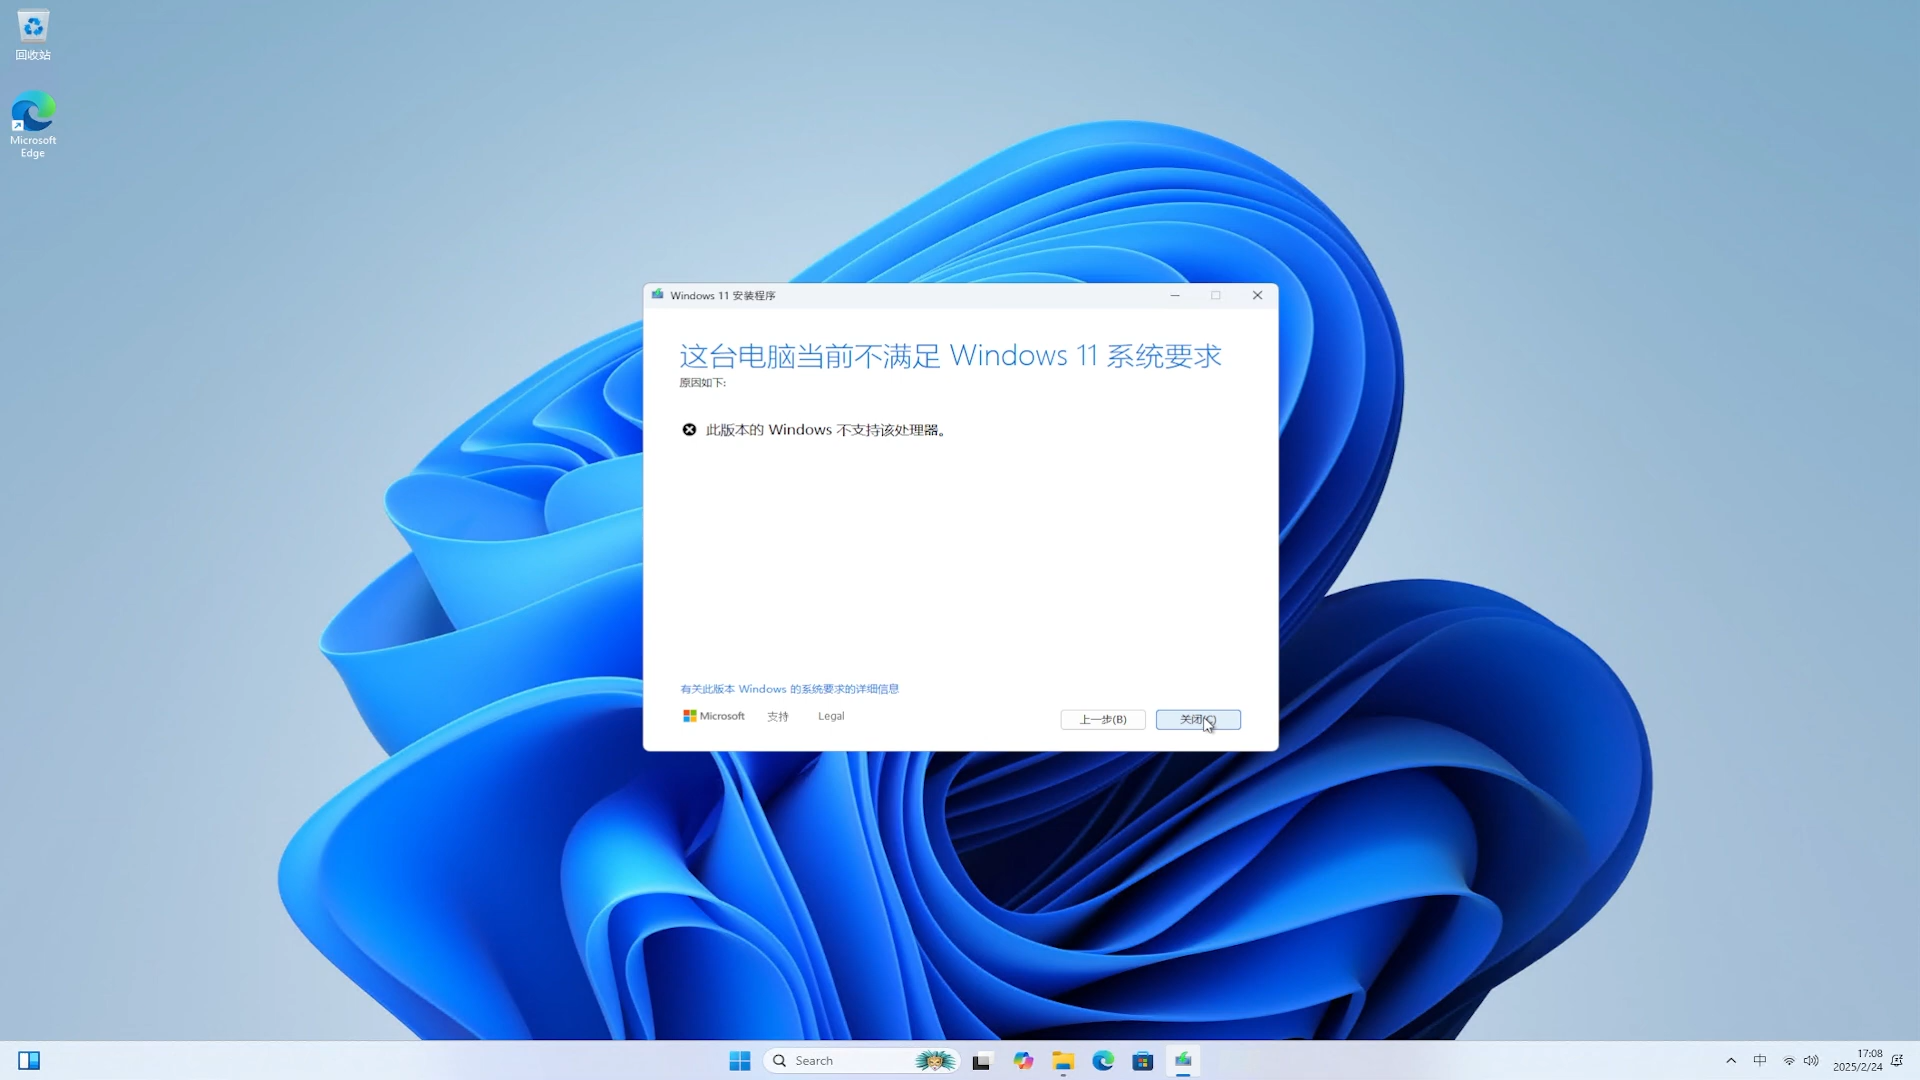 回收站
Microsoft
Edge
Windows 11 安装程序
这台电脑当前不满足 Windows 11 系统要求
原因如下:
此版本的 Windows 不支持该处理器。
有关此版本 Windows 的系统要求的详细信息
Microsoft 支持 Legal
上一步(B) 关闭(C)
Search
中
17:08
2025/2/24